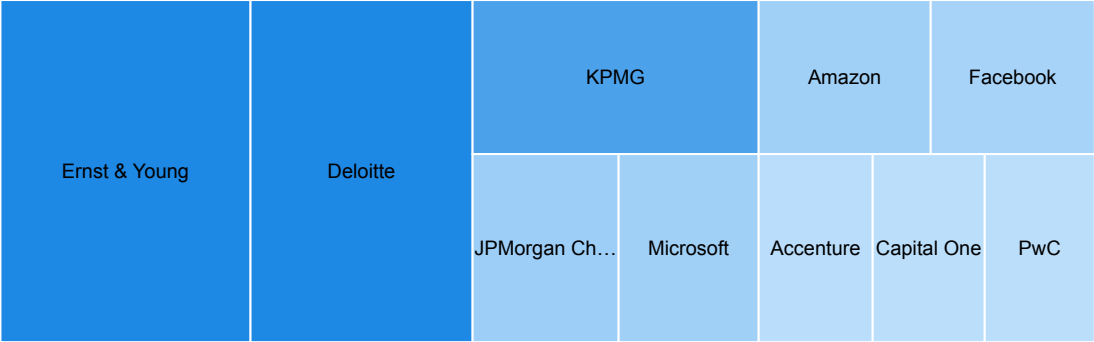 Ernst & Young
Deloitte
KPMG
Amazon
Facebook
JPMorgan Ch…
Microsoft
Accenture
Capital One
PwC